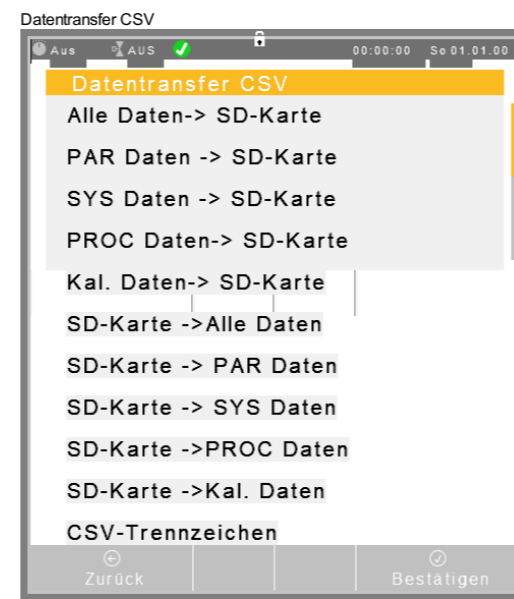 Datentransfer CSV
Aus AUS 00:00:00 So 01.01.00
Datentransfer CSV
Alle Daten-> SD-Karte
PAR Daten -> SD-Karte
SYS Daten -> SD-Karte
PROC Daten-> SD-Karte
Kal. Daten-> SD-Karte
SD-Karte ->Alle Daten
SD-Karte -> PAR Daten
SD-Karte -> SYS Daten
SD-Karte ->PROC Daten
SD-Karte ->Kal. Daten
CSV-Trennzeichen
Zurück Bestätigen